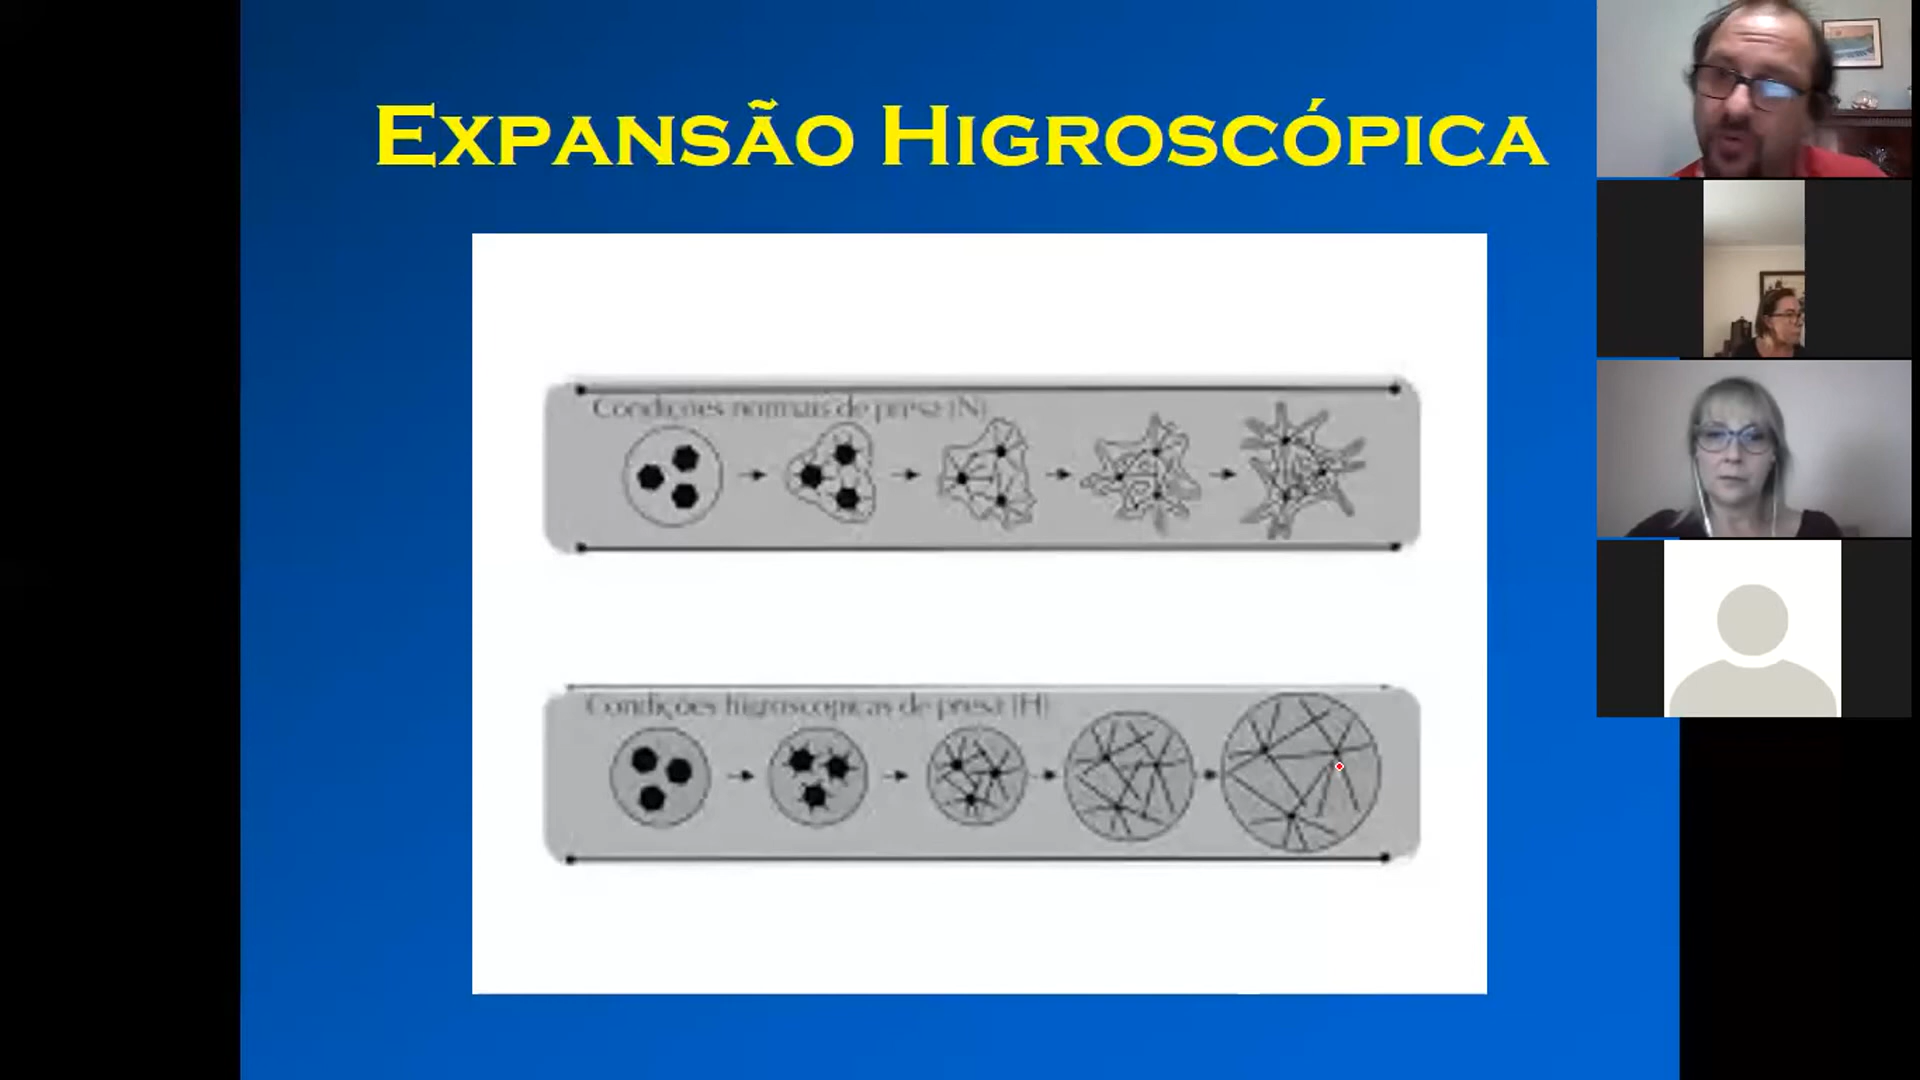 EXPANSÃO HIGROSCÓPICA
Condições normais de presa (N)
Condições higroscópicas de presa (H)